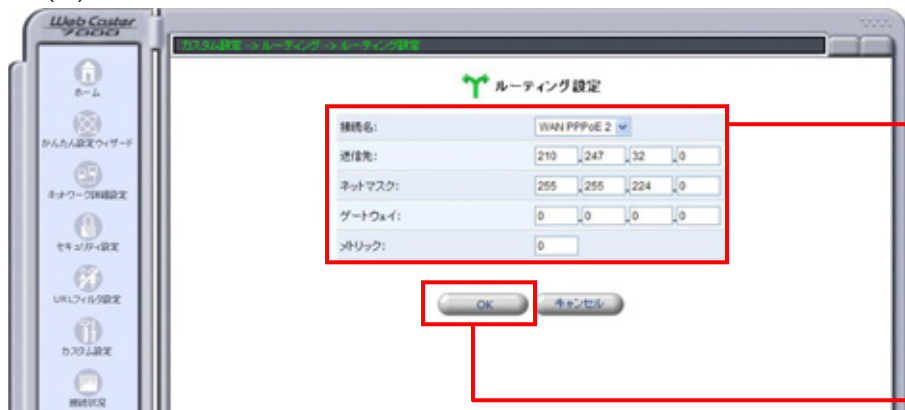 Web Caster
7000
カスタム設定 -> ルーティング -> ルーティング設定
ホーム
かんたん設定ウィザード
ネットワーク詳細設定
セキュリティ設定
URLフィルタ設定
カスタム設定
接続状況
ルーティング設定
接続名: WAN PPPoE 2
送信先: 210 . 247 . 32 . 0
ネットマスク: 255 . 255 . 224 . 0
ゲートウェイ: 0 . 0 . 0 . 0
メトリック: 0
OK キャンセル